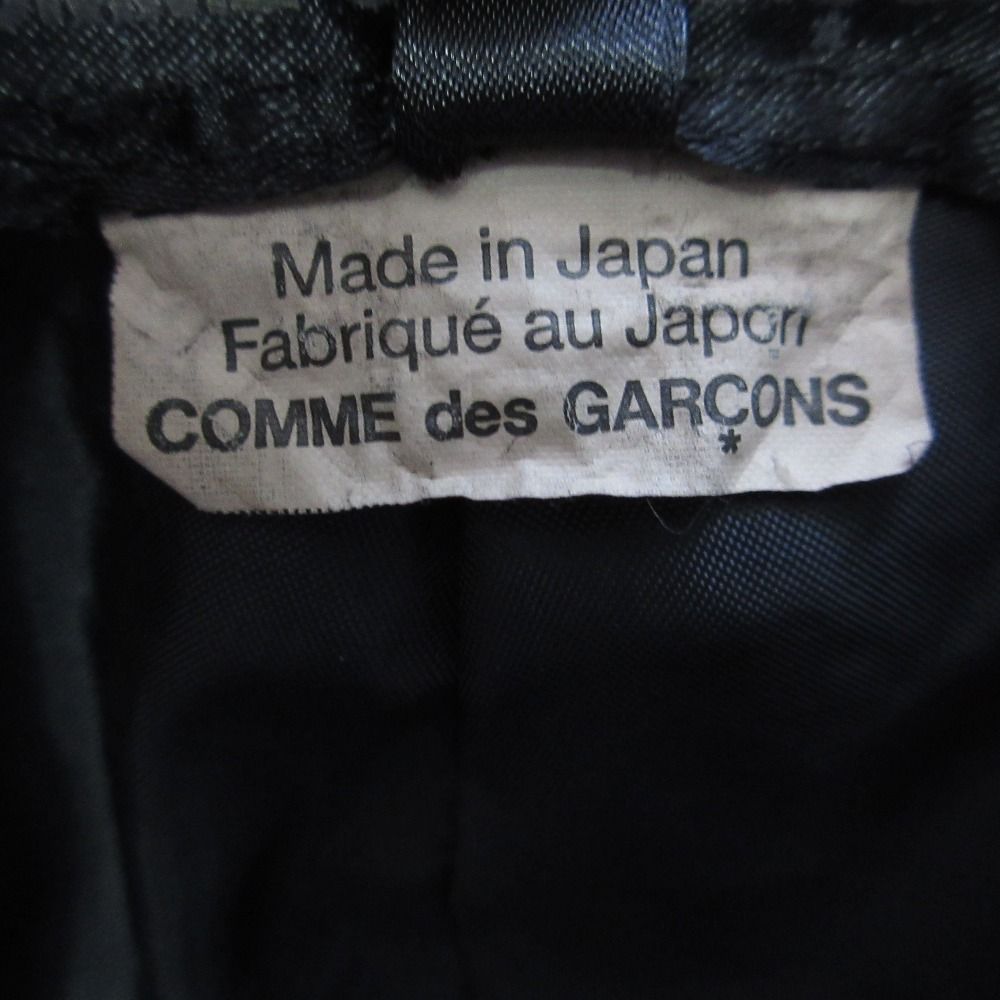 Made in Japan
Fabriqué au Japon
COMME des GARÇONS
*